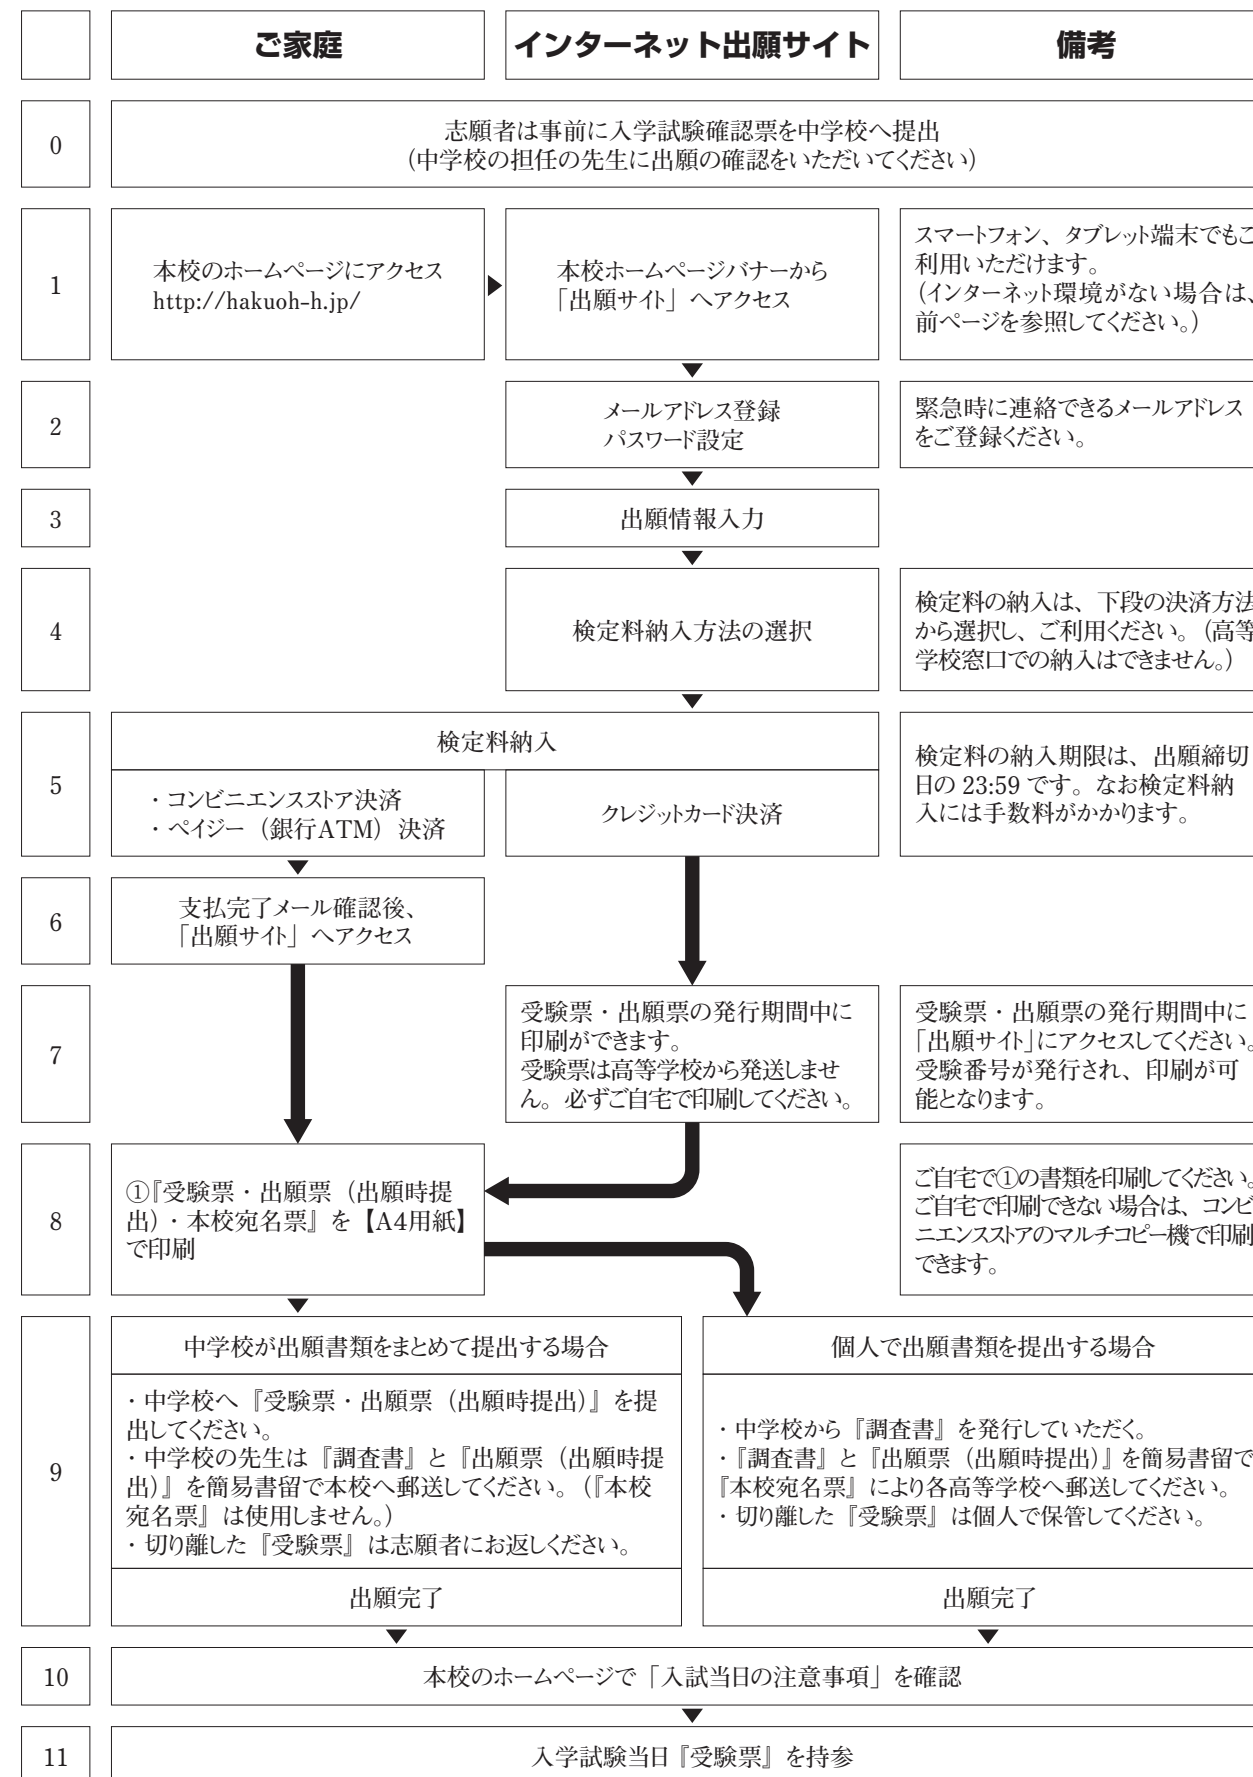 ご家庭
インターネット出願サイト
備考
0
志願者は事前に入学試験確認票を中学校へ提出
(中学校の担任の先生に出願の確認をいただいてください)
1
本校のホームページにアクセス
http://hakuoh-h.jp/
本校ホームページバナーから
「出願サイト」へアクセス
スマートフォン、タブレット端末でもご
利用いただけます。
(インターネット環境がない場合は、
前ページを参照してください。)
2
メールアドレス登録
パスワード設定
緊急時に連絡できるメールアドレス
をご登録ください。
3
出願情報入力
4
検定料納入方法の選択
検定料の納入は、下段の決済方法
から選択し、ご利用ください。(高等
学校窓口での納入はできません。)
5
検定料納入
・コンビニエンスストア決済
・ペイジー(銀行ATM)決済
クレジットカード決済
検定料の納入期限は、出願締切
日の 23:59 です。なお検定料納
入には手数料がかかります。
6
支払完了メール確認後、
「出願サイト」へアクセス
7
受験票・出願票の発行期間中に
印刷ができます。
受験票は高等学校から発送しませ
ん。必ずご自宅で印刷してください。
受験票・出願票の発行期間中に
「出願サイト」にアクセスしてください。
受験番号が発行され、印刷が可
能となります。
8
①『受験票・出願票(出願時提
出)・本校宛名票』を【A4用紙】
で印刷
ご自宅で①の書類を印刷してください。
ご自宅で印刷できない場合は、コンビ
ニエンスストアのマルチコピー機で印刷
できます。
9
中学校が出願書類をまとめて提出する場合
・中学校へ『受験票・出願票(出願時提出)』を提
出してください。
・中学校の先生は『調査書』と『出願票(出願時提
出)』を簡易書留で本校へ郵送してください。(『本校
宛名票』は使用しません。)
・切り離した『受験票』は志願者にお返しください。
出願完了
個人で出願書類を提出する場合
・中学校から『調査書』を発行していただく。
・『調査書』と『出願票(出願時提出)』を簡易書留で
『本校宛名票』により各高等学校へ郵送してください。
・切り離した『受験票』は個人で保管してください。
出願完了
10
本校のホームページで「入試当日の注意事項」を確認
11
入学試験当日『受験票』を持参